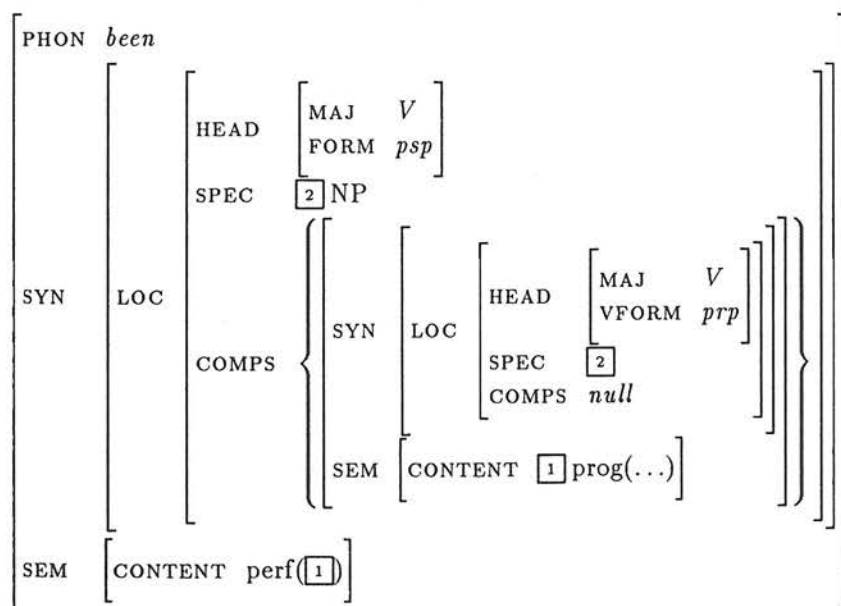 PHON been
MAJ V
HEAD
FORM psp
SPEC 2 NP
MAJ V
HEAD
VFORM prp
SYN LOC SYN LOC
COMPS SPEC 2
COMPS null
SEM [CONTENT 1 prog(...)]
SEM [CONTENT perf(1)]